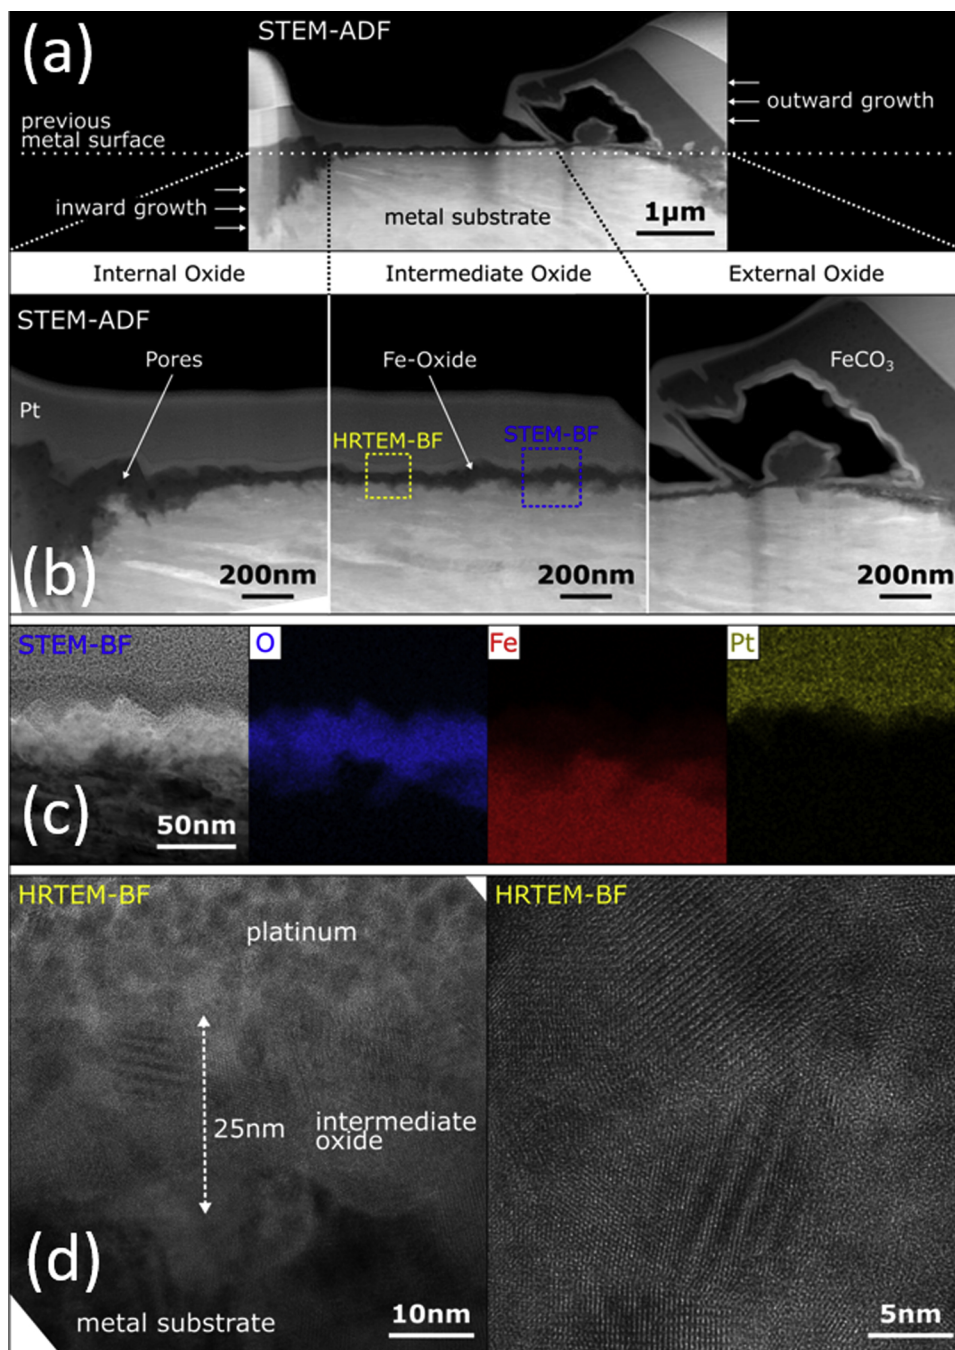 (a)
STEM-ADF
previous
metal surface
outward growth
inward growth
metal substrate
1µm
Internal Oxide
Intermediate Oxide
External Oxide
(b)
STEM-ADF
Pores
Fe-Oxide
FeCO₃
Pt
HRTEM-BF
STEM-BF
200nm
200nm
200nm
(c)
STEM-BF
O
Fe
Pt
50nm
(d)
HRTEM-BF
platinum
25nm
intermediate
oxide
metal substrate
10nm
HRTEM-BF
5nm